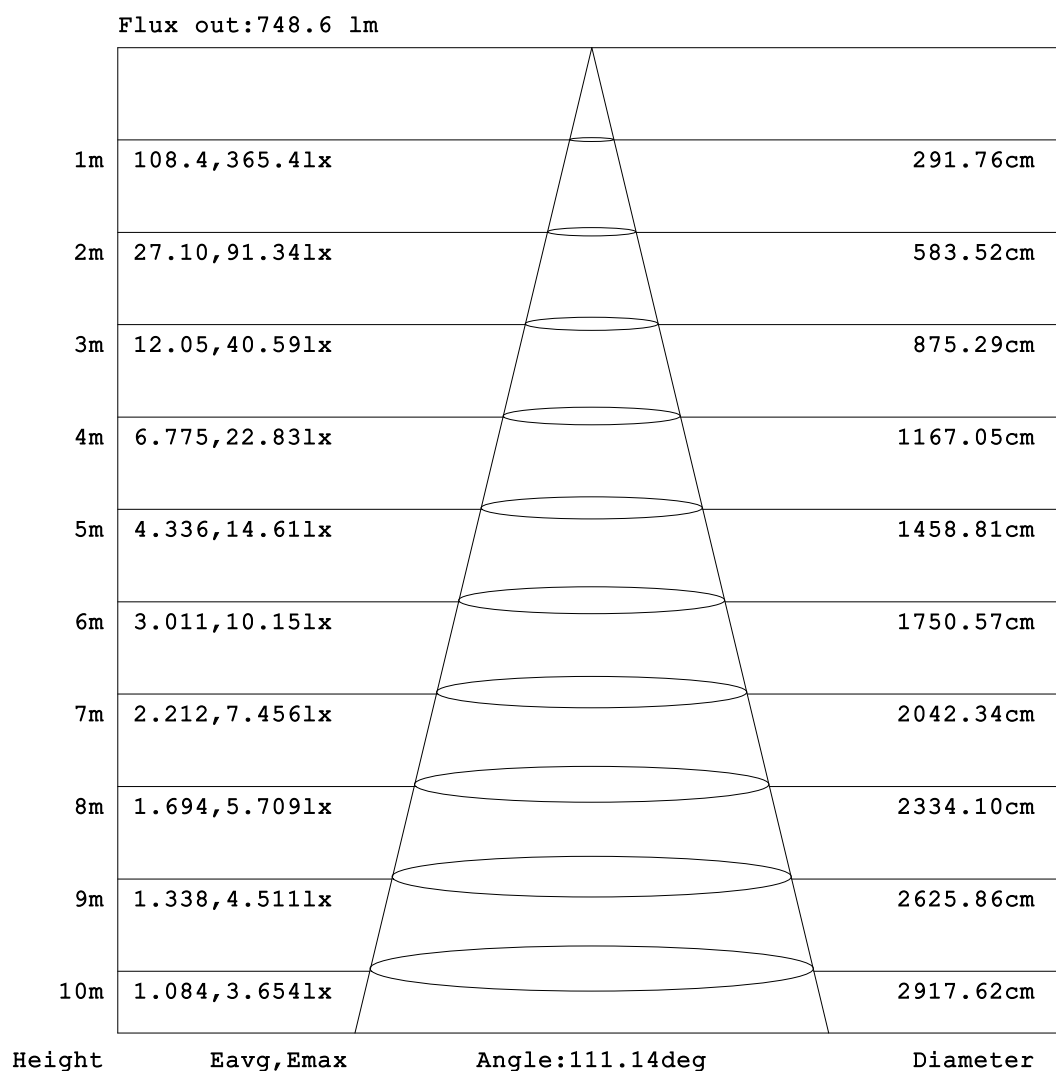 Flux out:748.6 lm
1m 108.4,365.4lx 291.76cm
2m 27.10,91.34lx 583.52cm
3m 12.05,40.59lx 875.29cm
4m 6.775,22.83lx 1167.05cm
5m 4.336,14.61lx 1458.81cm
6m 3.011,10.15lx 1750.57cm
7m 2.212,7.456lx 2042.34cm
8m 1.694,5.709lx 2334.10cm
9m 1.338,4.511lx 2625.86cm
10m 1.084,3.654lx 2917.62cm
Height Eavg,Emax Angle:111.14deg Diameter